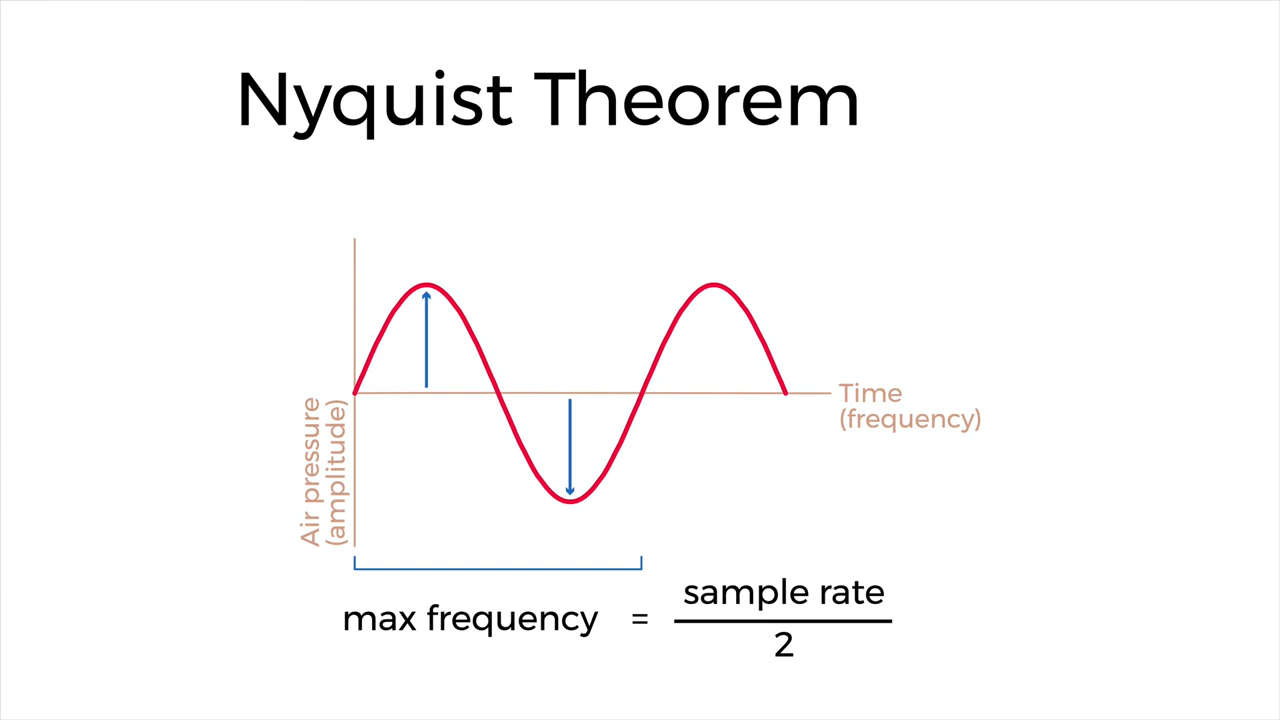 Nyquist Theorem
Air pressure
(amplitude)
Time
(frequency)
max frequency = sample rate
2